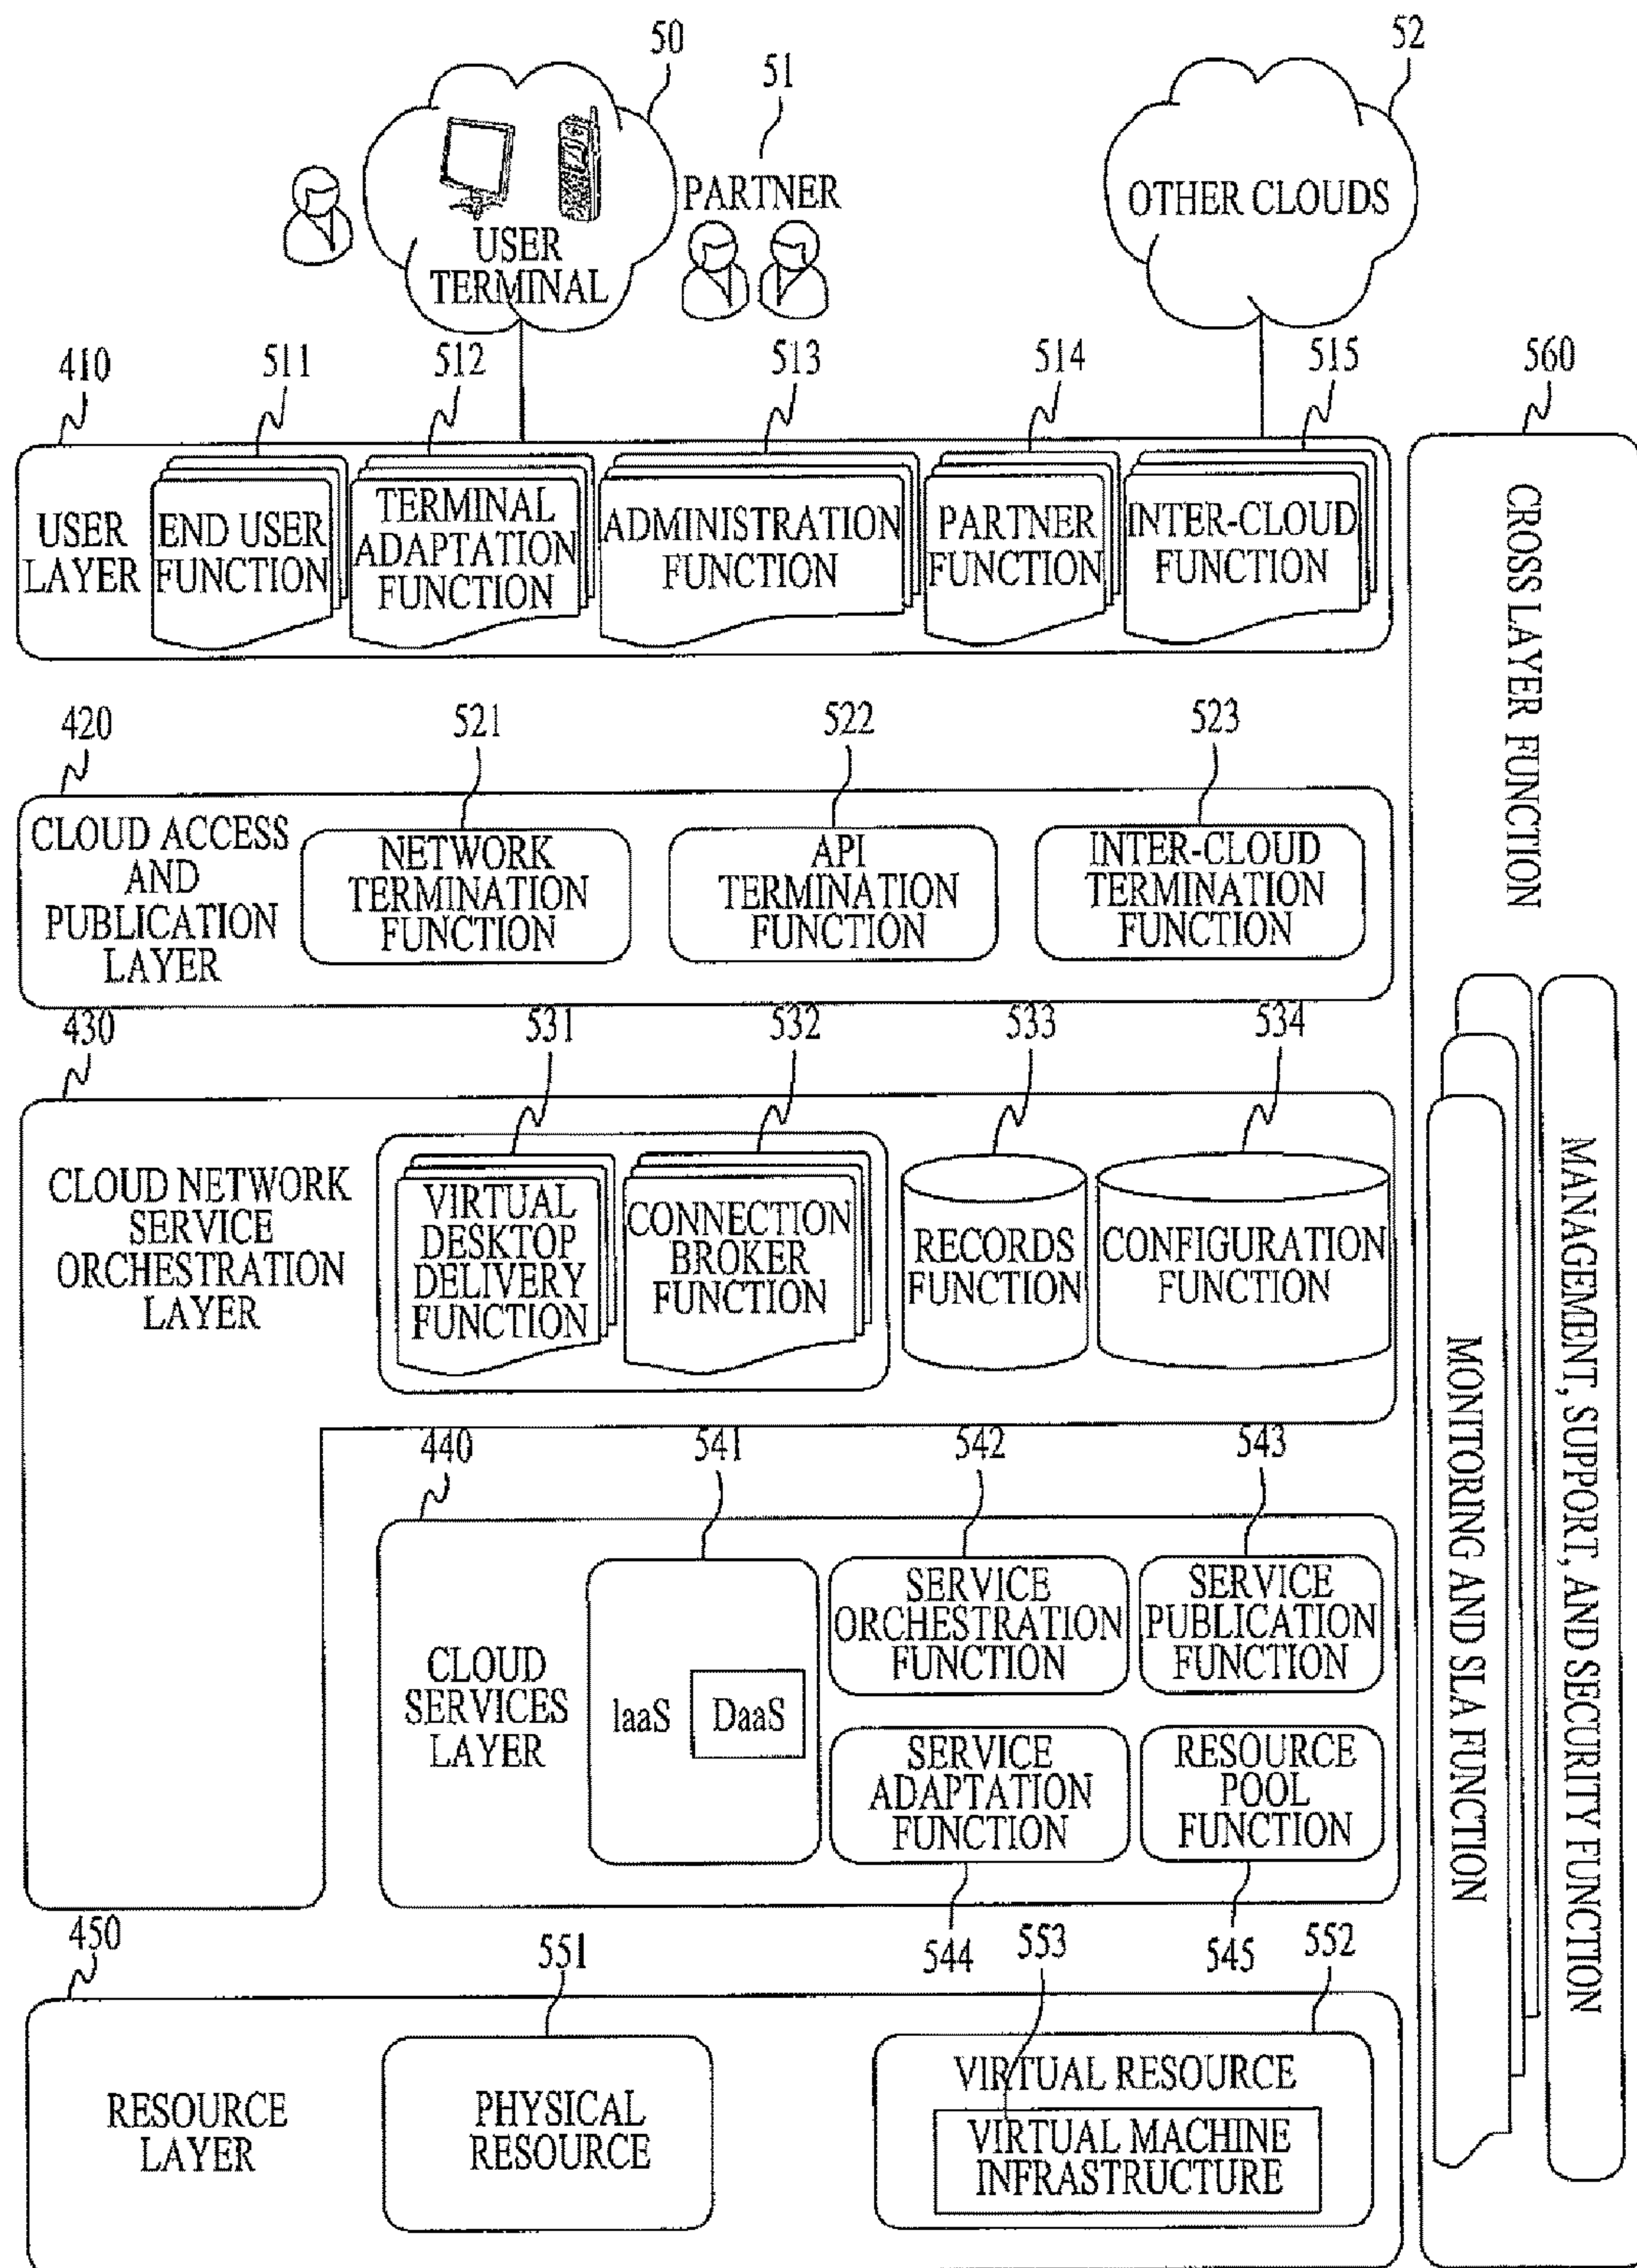 50
51
52
PARTNER
OTHER CLOUDS
USER
TERMINAL
410
511
512
513
514
515
560
USER
LAYER
END USER
FUNCTION
TERMINAL
ADAPTATION
FUNCTION
ADMINISTRATION
FUNCTION
PARTNER
FUNCTION
INTER-CLOUD
FUNCTION
CROSS LAYER FUNCTION
420
521
522
523
CLOUD ACCESS
AND
PUBLICATION
LAYER
NETWORK
TERMINATION
FUNCTION
API
TERMINATION
FUNCTION
INTER-CLOUD
TERMINATION
FUNCTION
430
531
532
533
534
CLOUD NETWORK
SERVICE
ORCHESTRATION
LAYER
VIRTUAL
DESKTOP
DELIVERY
FUNCTION
CONNECTION
BROKER
FUNCTION
RECORDS
FUNCTION
CONFIGURATION
FUNCTION
MONITORING AND SLA FUNCTION
MANAGEMENT, SUPPORT, AND SECURITY FUNCTION
440
541
542
543
CLOUD
SERVICES
LAYER
IaaS
DaaS
SERVICE
ORCHESTRATION
FUNCTION
SERVICE
PUBLICATION
FUNCTION
SERVICE
ADAPTATION
FUNCTION
RESOURCE
POOL
FUNCTION
544
545
450
551
553
552
RESOURCE
LAYER
PHYSICAL
RESOURCE
VIRTUAL RESOURCE
VIRTUAL MACHINE
INFRASTRUCTURE